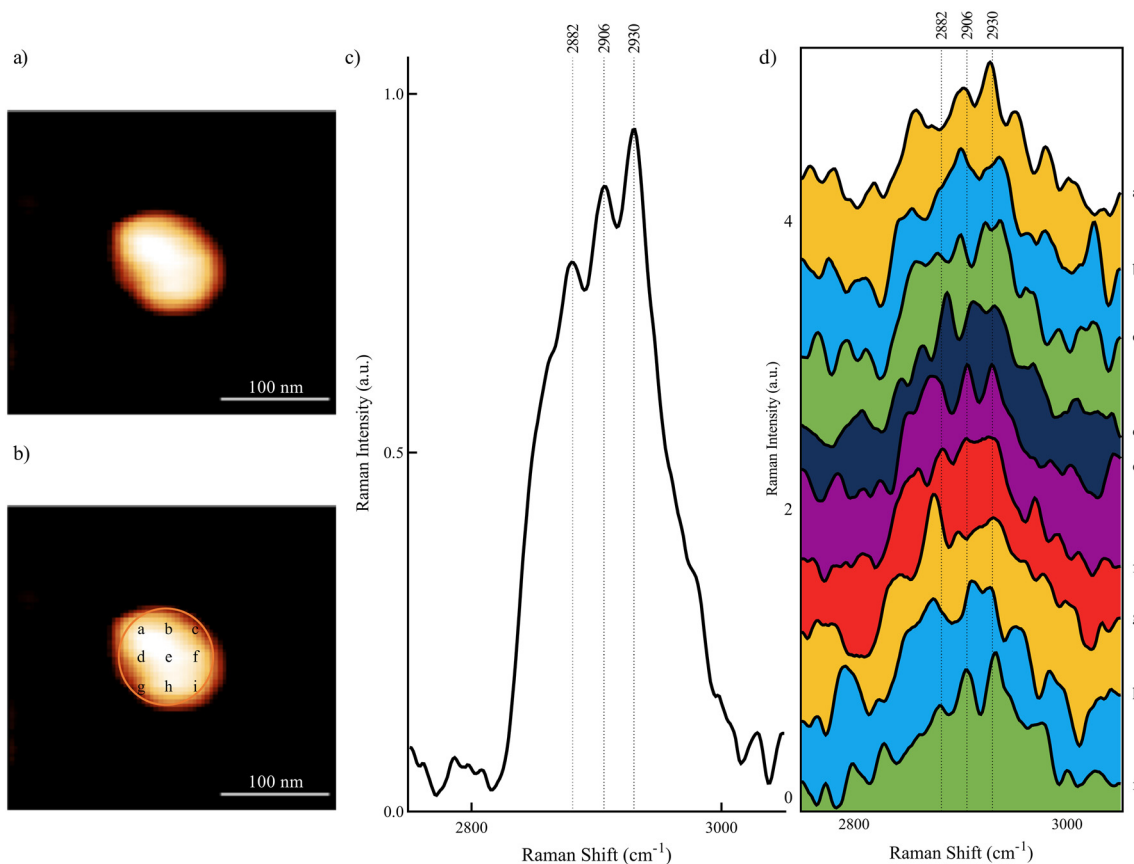 a)
100 nm
b)
a b c
d e f
g h i
100 nm
c)
2882
2906
2930
1.0
0.5
0.0
Raman Intensity (a.u.)
2800
3000
Raman Shift (cm⁻¹)
d)
2882
2906
2930
4
2
0
Raman Intensity (a.u.)
2800
3000
Raman Shift (cm⁻¹)